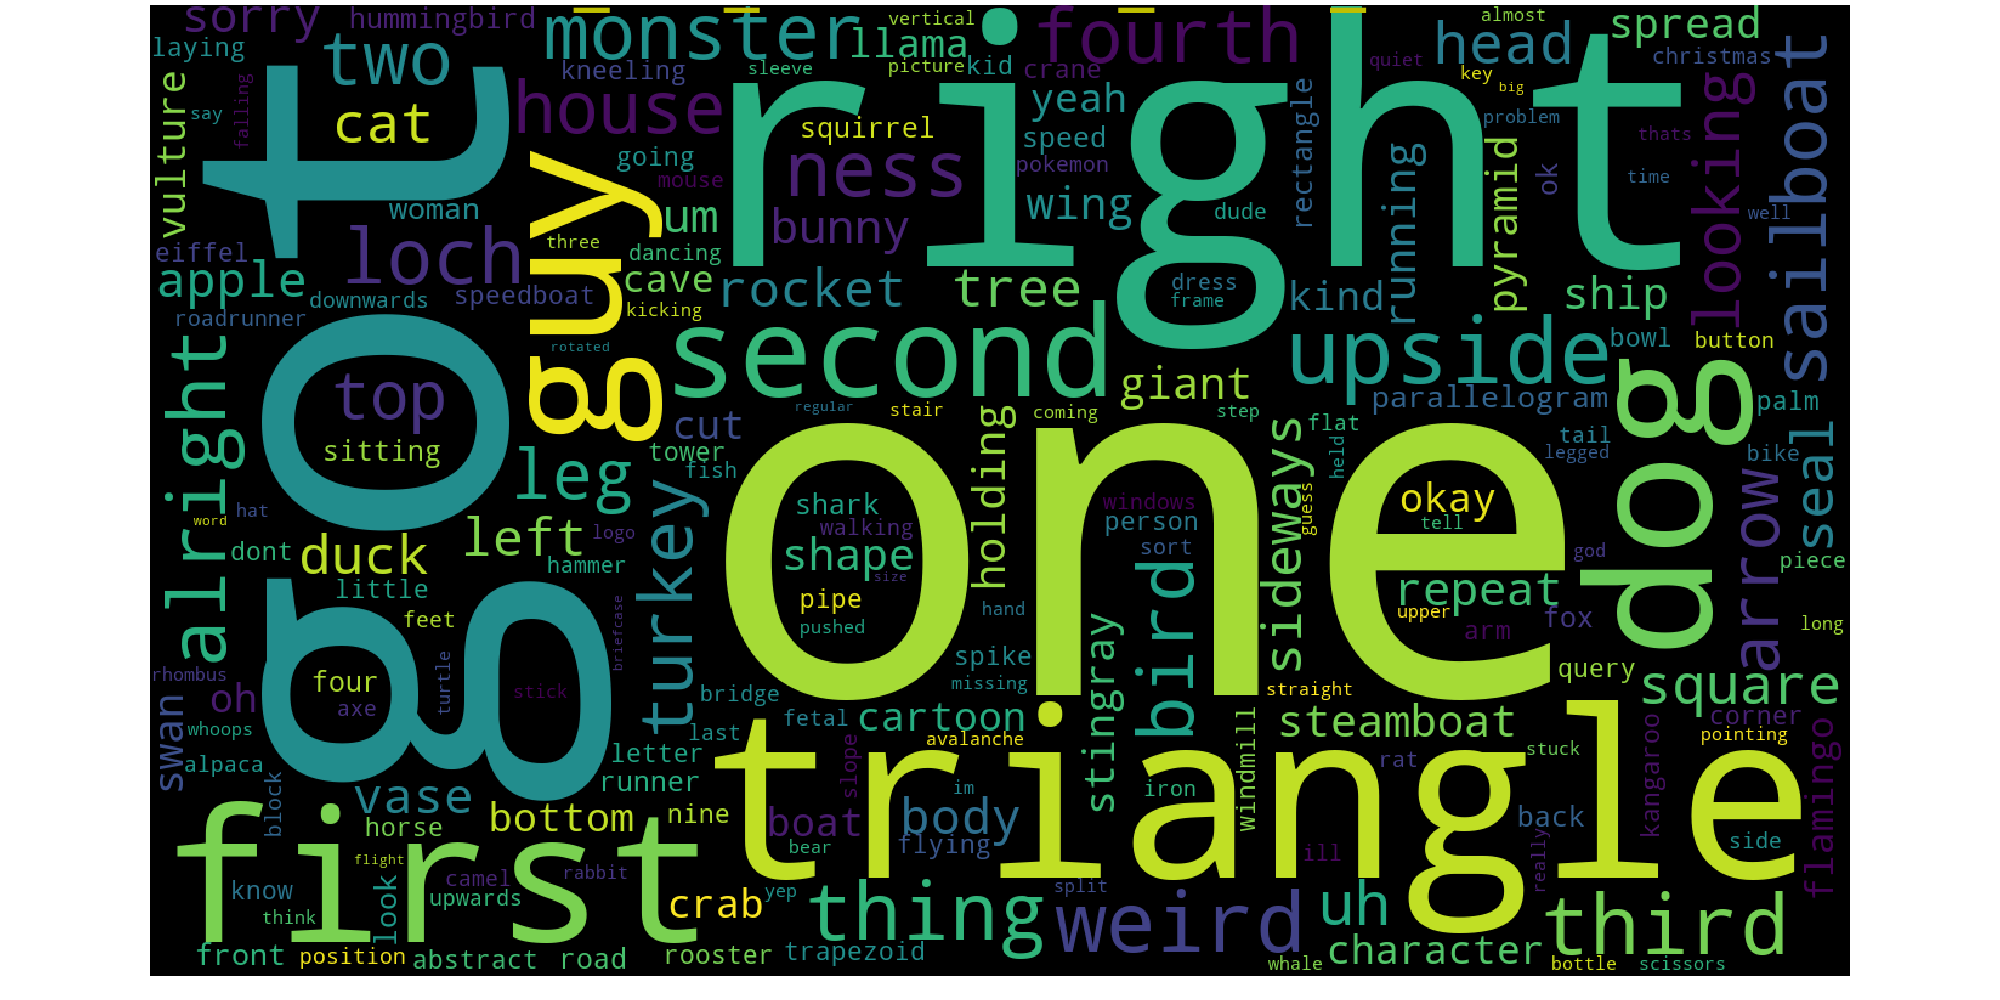 sorry
hummingbird
monster
right
fourth
vertical
almost
spread
laying
two
llama
head
christmas
kneeling
sleeve
picture
kid
crane
quiet
key
big
say
falling
vulture
cat
house
squirrel
yeah
speed
pokemon
rectangle
problem
thats
looking
sailboat
got
guy
going
mouse
ness
wing
dude
running
pyramid
ok
time
well
woman
um
bunny
eiffel
loch
three
dancing
apple
downwards
speedboat
cave
rocket
tree
dress
frame
kind
ship
roadrunner
kicking
rotated
second
upside
bowl
button
giant
alright
top
regular
stair
coming
step
flat
parallelogram
palm
cut
holding
sideways
dog
sitting
tower
fish
leg
one
held
tail
legged
bike
seal
arrow
turkey
shark
walking
windows
person
guess
okay
tell
hat
word
logo
left
dont
duck
hammer
shape
size
sort
god
piece
little
pipe
pushed
hand
bird
repeat
upper
arm
fox
long
feet
briefcase
rhombus
turtle
four
stick
spike
missing
stingray
straight
query
square
swan
oh
axe
bridge
whoops
last
fetal
cartoon
triangle
steamboat
corner
flamingo
alpaca
letter
avalanche
windmill
rat
stuck
pointing
kangaroo
block
vase
runner
slope
im
iron
first
horse
bottom
nine
boat
body
back
bear
flying
ill
really
side
flight
camel
rabbit
know
look
upwards
crab
yep
thing
split
weird
uh
third
think
front
position
abstract
road
rooster
trapezoid
whale
character
bottle
scissors